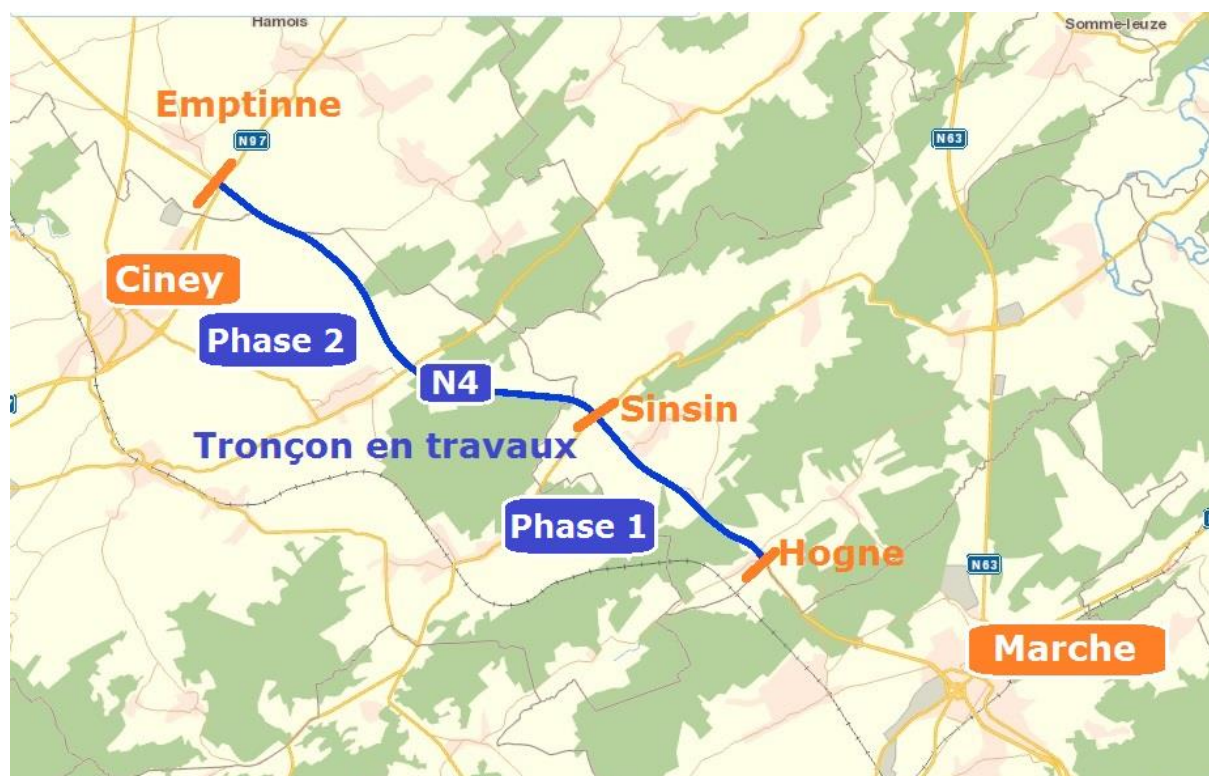 Hamois
Somme-leuze
Emptinne
N97
N63
Ciney
Phase 2
N4
Sinsin
Tronçon en travaux
Phase 1
Hogne
N63
Marche